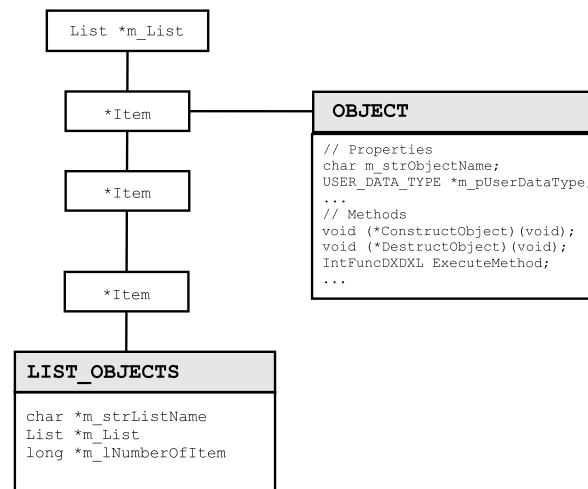 List *m_List
*Item
OBJECT
// Properties
char m_strObjectName;
USER_DATA_TYPE *m_pUserDataType;
...
// Methods
void (*ConstructObject)(void);
void (*DestructObject)(void);
IntFuncDXDXL ExecuteMethod;
...
*Item
*Item
LIST_OBJECTS
char *m_strListName
List *m_List
long *m_lNumberOfItem